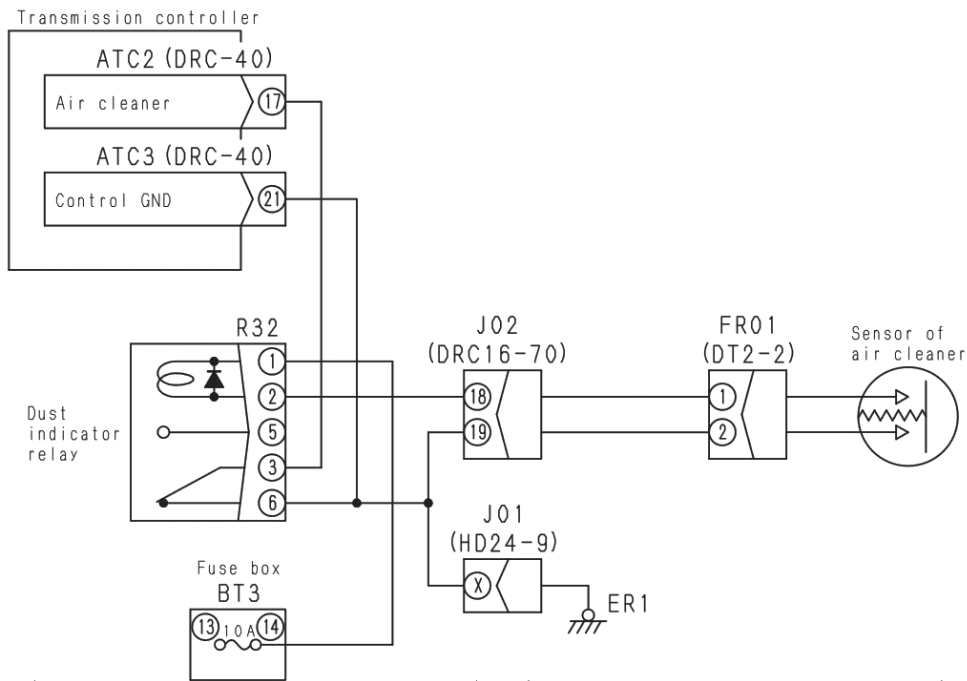 Transmission controller
ATC2 (DRC-40)
Air cleaner
17
ATC3 (DRC-40)
Control GND
21
R32
1
2
5
3
6
Dust
indicator
relay
J02
(DRC16-70)
18
19
FR01
(DT2-2)
1
2
Sensor of
air cleaner
J01
(HD24-9)
X
ER1
Fuse box
BT3
13 10A 14